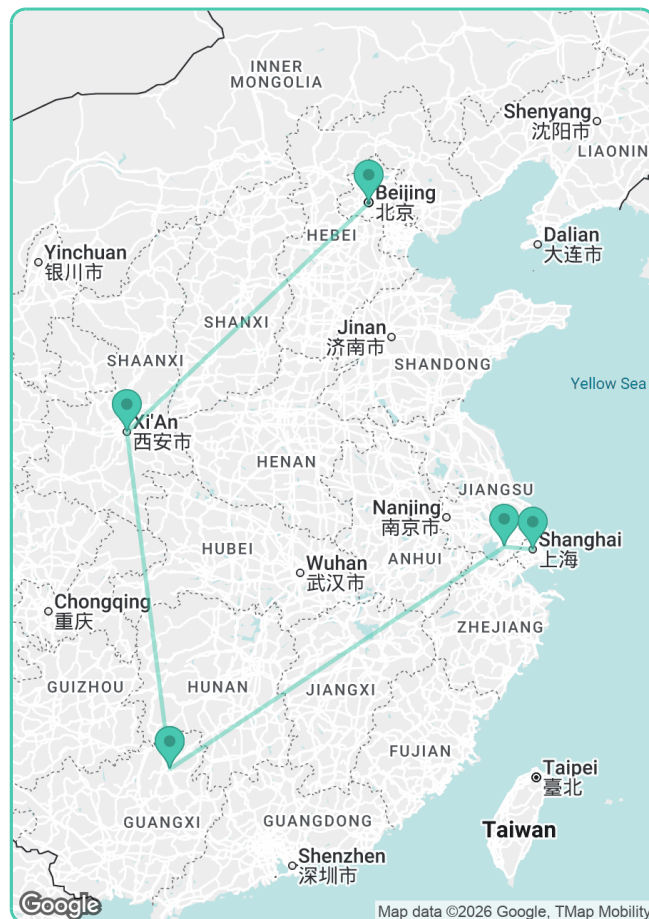 INNER
MONGOLIA
Shenyang
沈阳市
LIAONIN
Beijing
北京
HEBEI
Dalian
大连市
Yinchuan
银川市
SHANXI
Jinan
济南市
SHAANXI
SHANDONG
Yellow Sea
Xi'An
西安市
HENAN
JIANGSU
Nanjing
南京市
Shanghai
上海
HUBEI
ANHUI
Wuhan
武汉市
Chongqing
重庆
ZHEJIANG
GUIZHOU
HUNAN
JIANGXI
FUJIAN
Taipei
臺北
GUANGXI
GUANGDONG
Taiwan
Shenzhen
深圳市
Google
Map data ©2026 Google, TMap Mobility